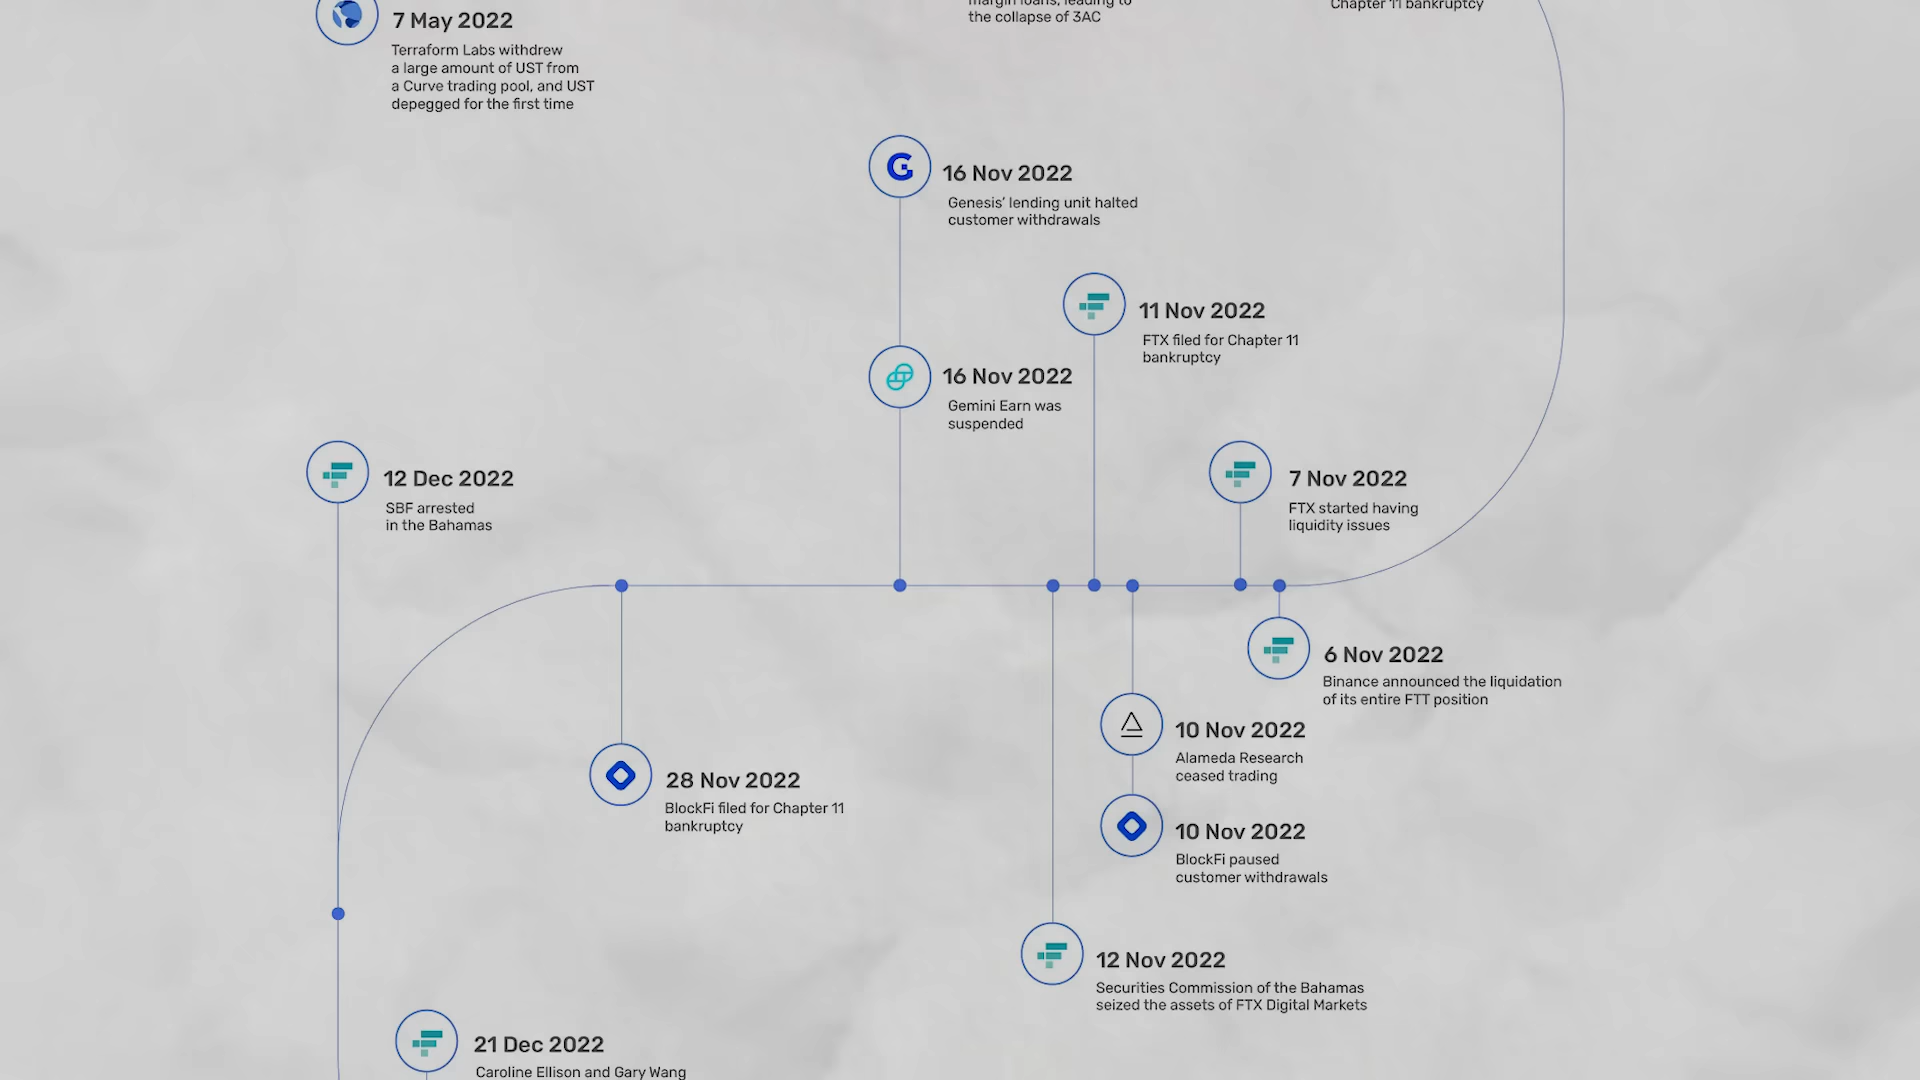 7 May 2022
Terraform Labs withdrew
a large amount of UST from
a Curve trading pool, and UST
depegged for the first time
margin loans, leading to
the collapse of 3AC
Chapter 11 bankruptcy
G
16 Nov 2022
Genesis’ lending unit halted
customer withdrawals
11 Nov 2022
FTX filed for Chapter 11
bankruptcy
16 Nov 2022
Gemini Earn was
suspended
12 Dec 2022
SBF arrested
in the Bahamas
7 Nov 2022
FTX started having
liquidity issues
6 Nov 2022
Binance announced the liquidation
of its entire FTT position
10 Nov 2022
Alameda Research
ceased trading
28 Nov 2022
BlockFi filed for Chapter 11
bankruptcy
10 Nov 2022
BlockFi paused
customer withdrawals
12 Nov 2022
Securities Commission of the Bahamas
seized the assets of FTX Digital Markets
21 Dec 2022
Caroline Ellison and Gary Wang